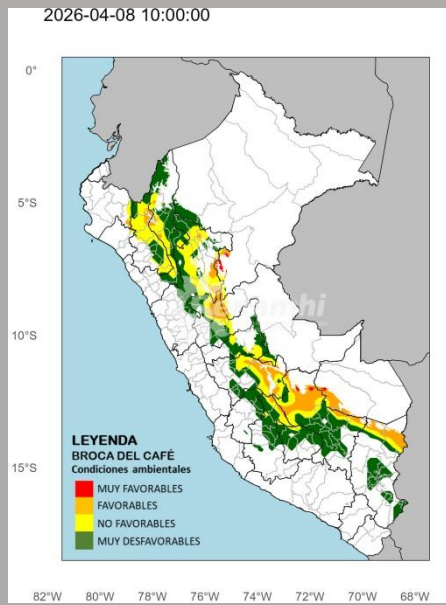 2026-04-08 10:00:00
0°
5°S
10°S
15°S
senamhi
LEYENDA
BROCA DEL CAFÉ
Condiciones ambientales
MUY FAVORABLES
FAVORABLES
NO FAVORABLES
MUY DESFAVORABLES
82°W 80°W 78°W 76°W 74°W 72°W 70°W 68°W